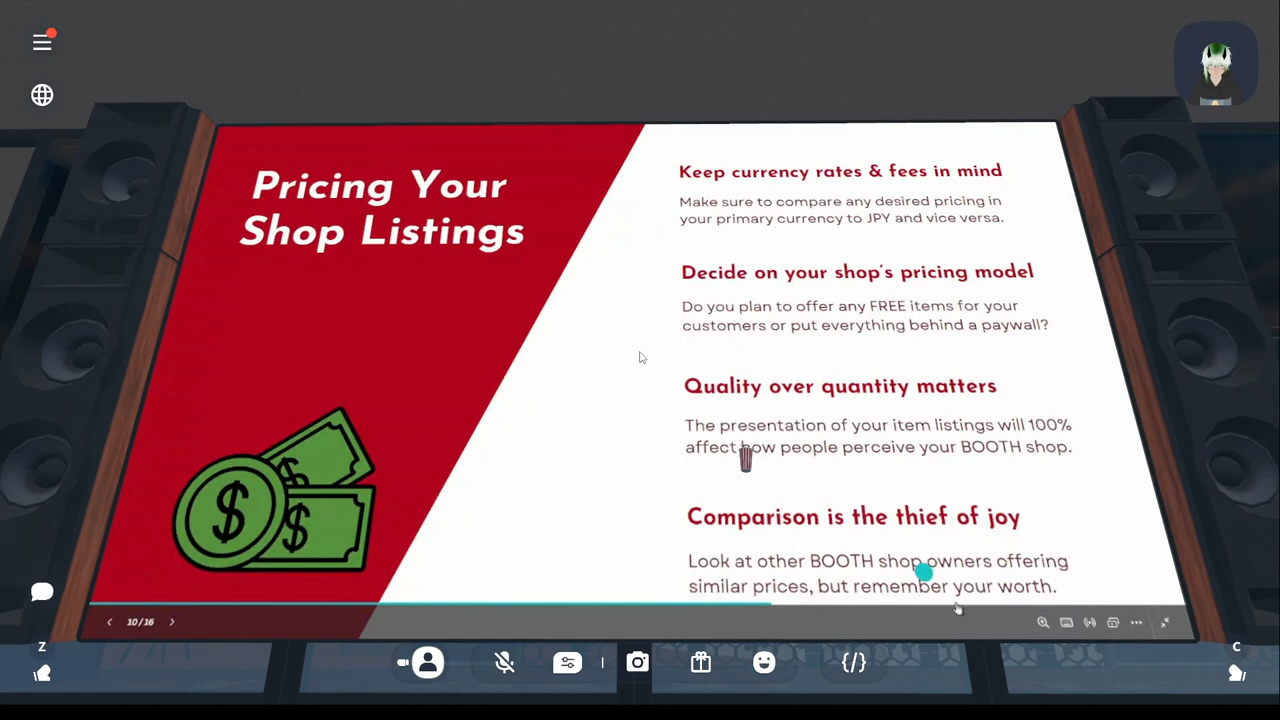 Pricing Your
Shop Listings
Keep currency rates & fees in mind
Make sure to compare any desired pricing in
your primary currency to JPY and vice versa.
Decide on your shop's pricing model
Do you plan to offer any FREE items for your
customers or put everything behind a paywall?
Quality over quantity matters
The presentation of your item listings will 100%
affect how people perceive your BOOTH shop.
Comparison is the thief of joy
Look at other BOOTH shop owners offering
similar prices, but remember your worth.
10/16
Z
C